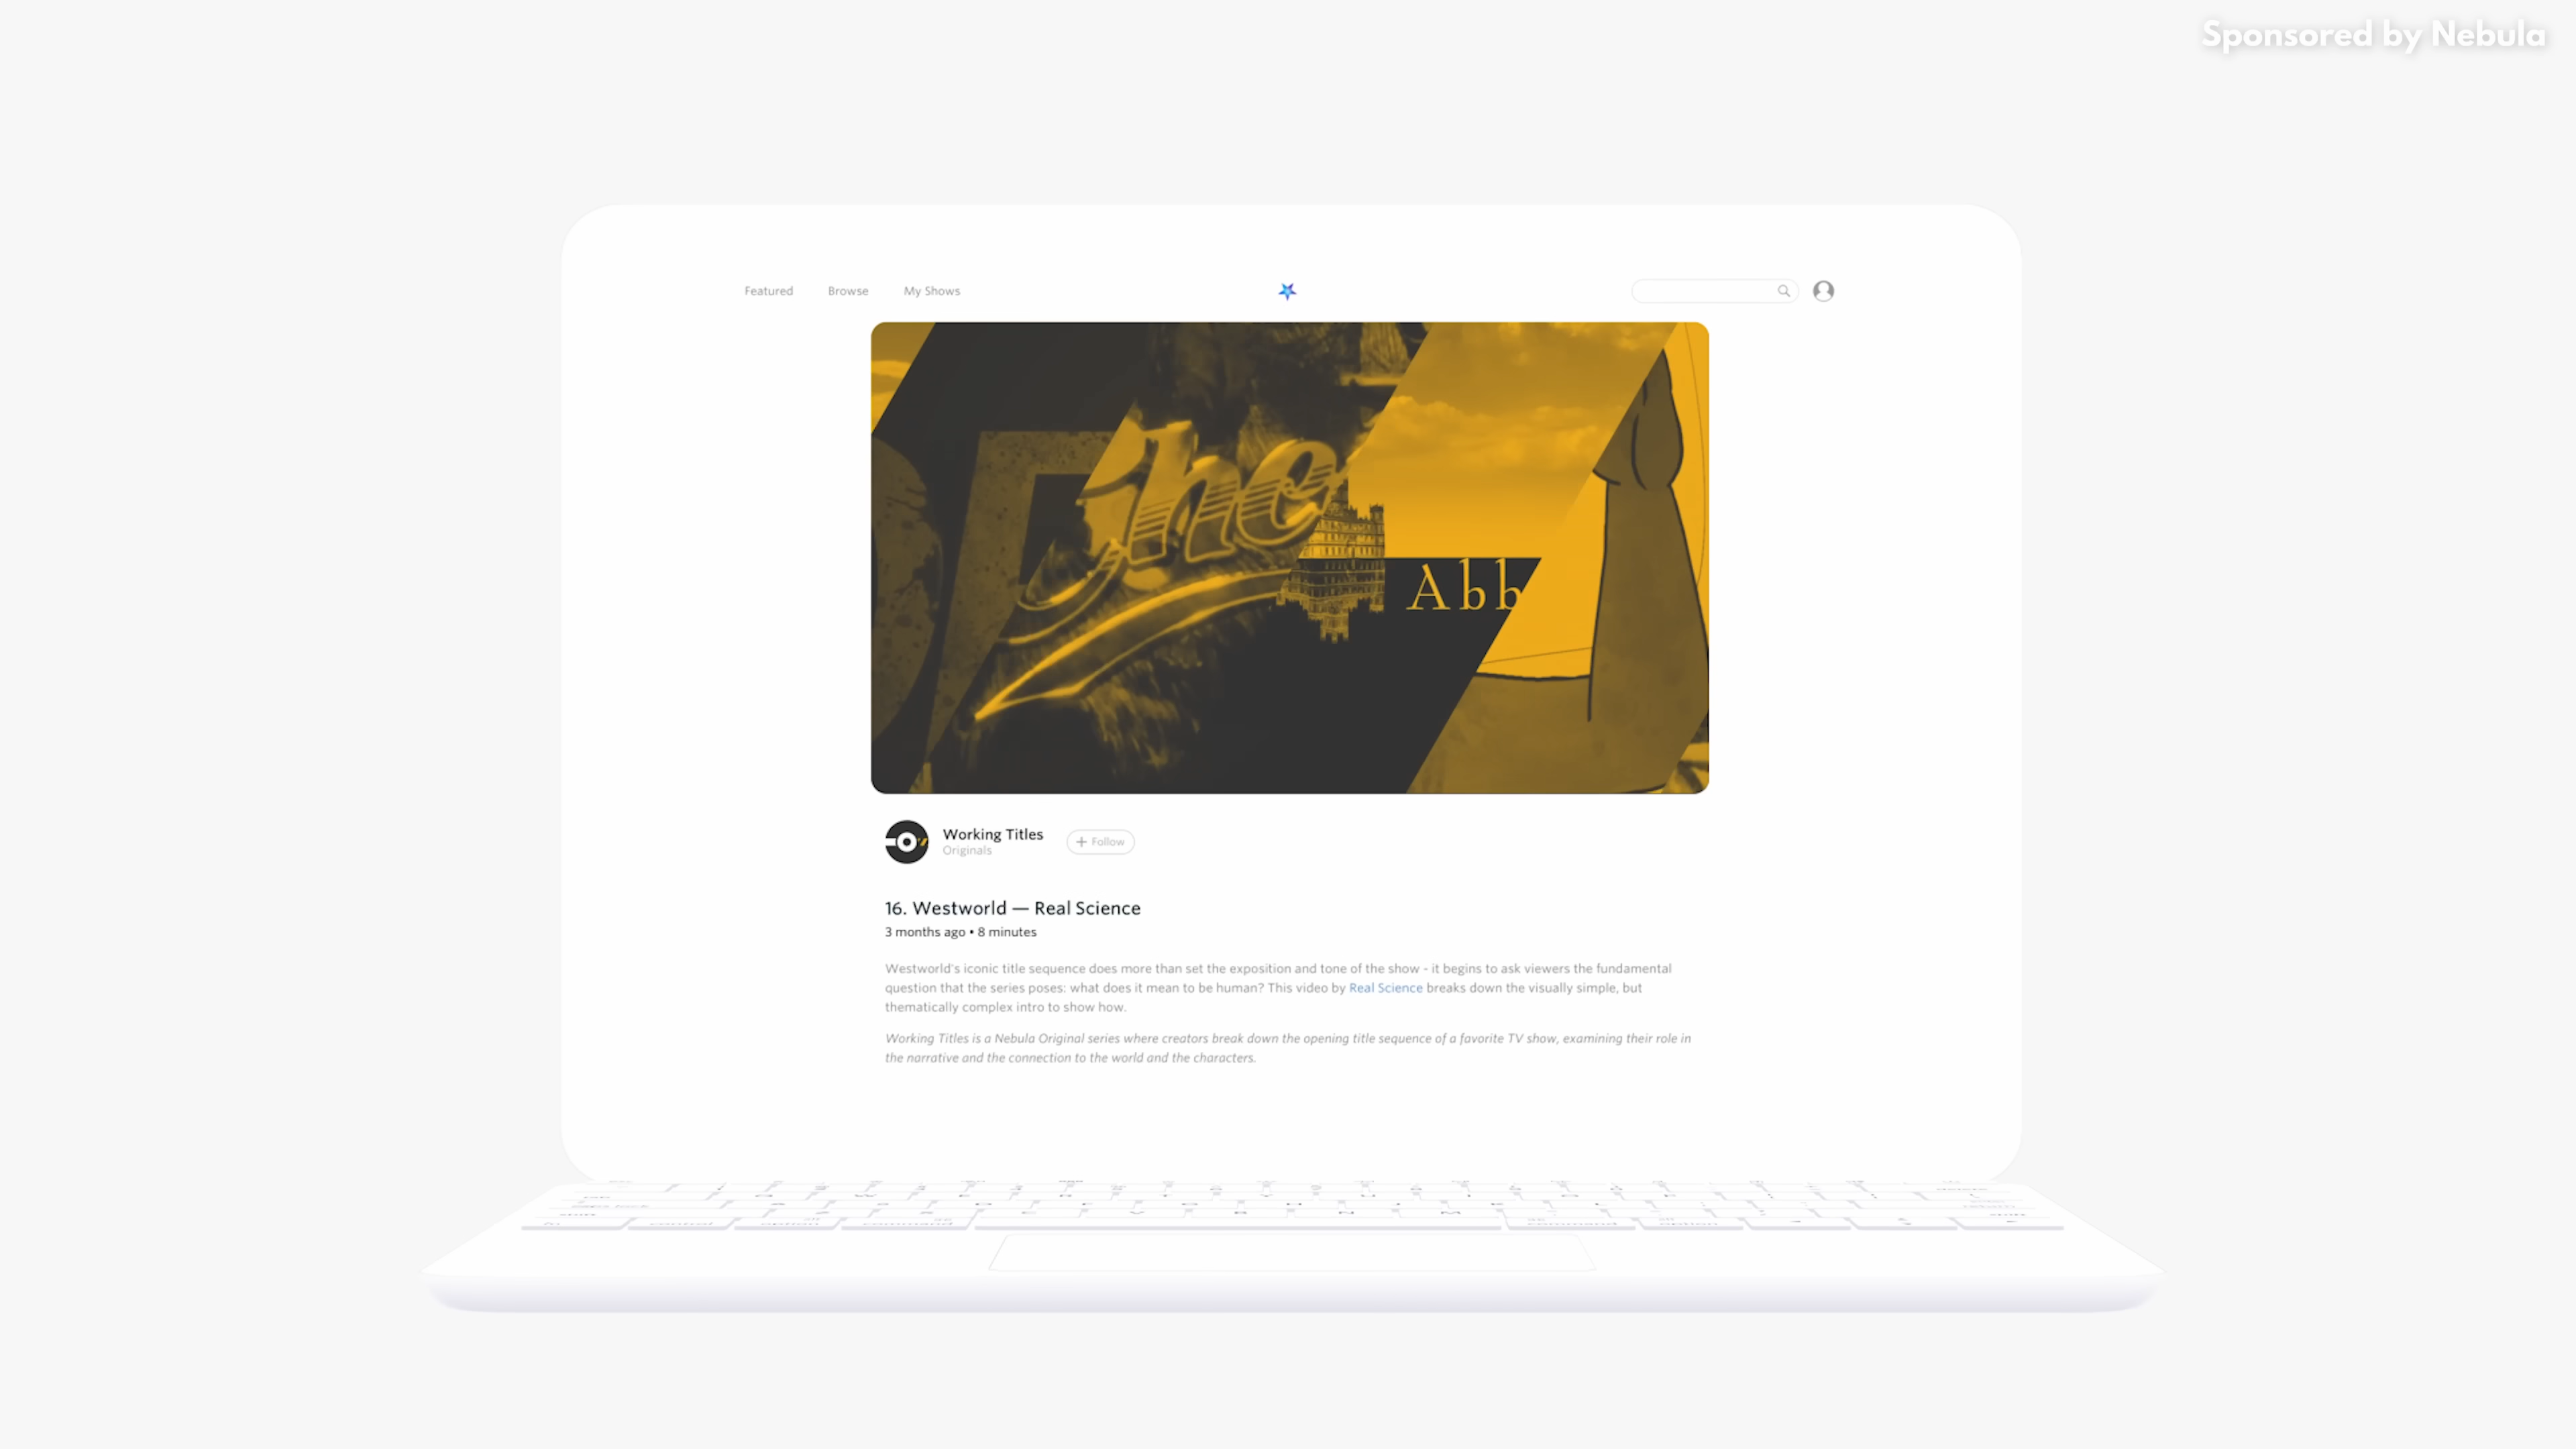 Sponsored by Nebula
Featured Browse My Shows
he
Abb
Working Titles
Originals
+ Follow
16. Westworld — Real Science
3 months ago • 8 minutes
Westworld's iconic title sequence does more than set the exposition and tone of the show - it begins to ask viewers the fundamental
question that the series poses: what does it mean to be human? This video by Real Science breaks down the visually simple, but
thematically complex intro to show how.
Working Titles is a Nebula Original series where creators break down the opening title sequence of a favorite TV show, examining their role in
the narrative and the connection to the world and the characters.